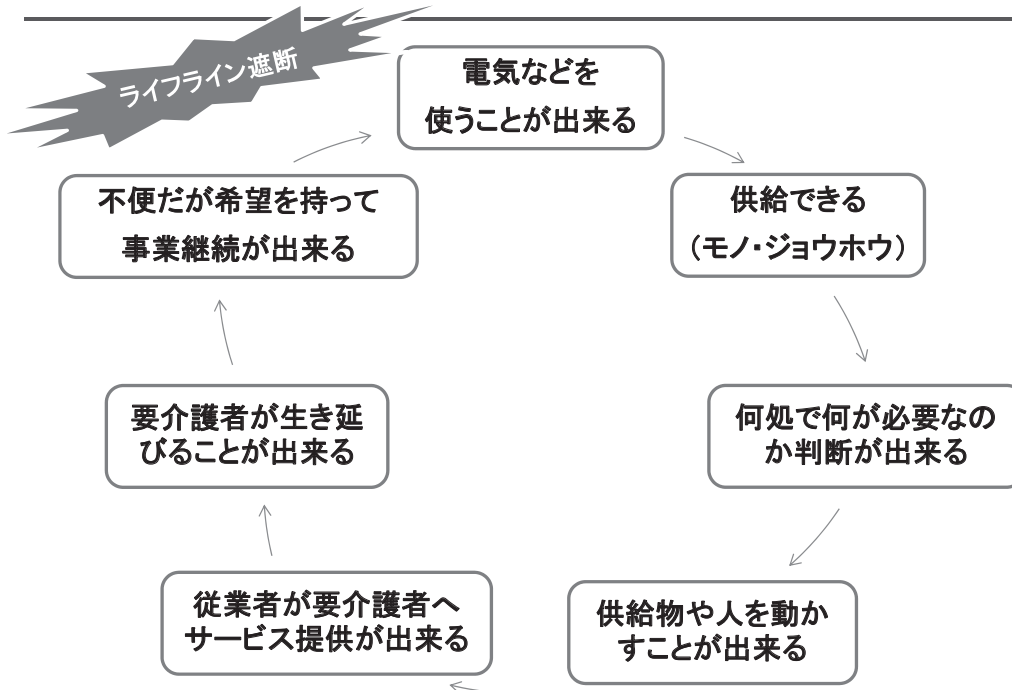 ライフライン遮断
電気などを
使うことが出来る
供給できる
（モノ・ジョウホウ）
何処で何が必要なの
か判断が出来る
供給物や人を動か
すことが出来る
従業者が要介護者へ
サービス提供が出来る
要介護者が生き延
びることが出来る
不便だが希望を持って
事業継続が出来る